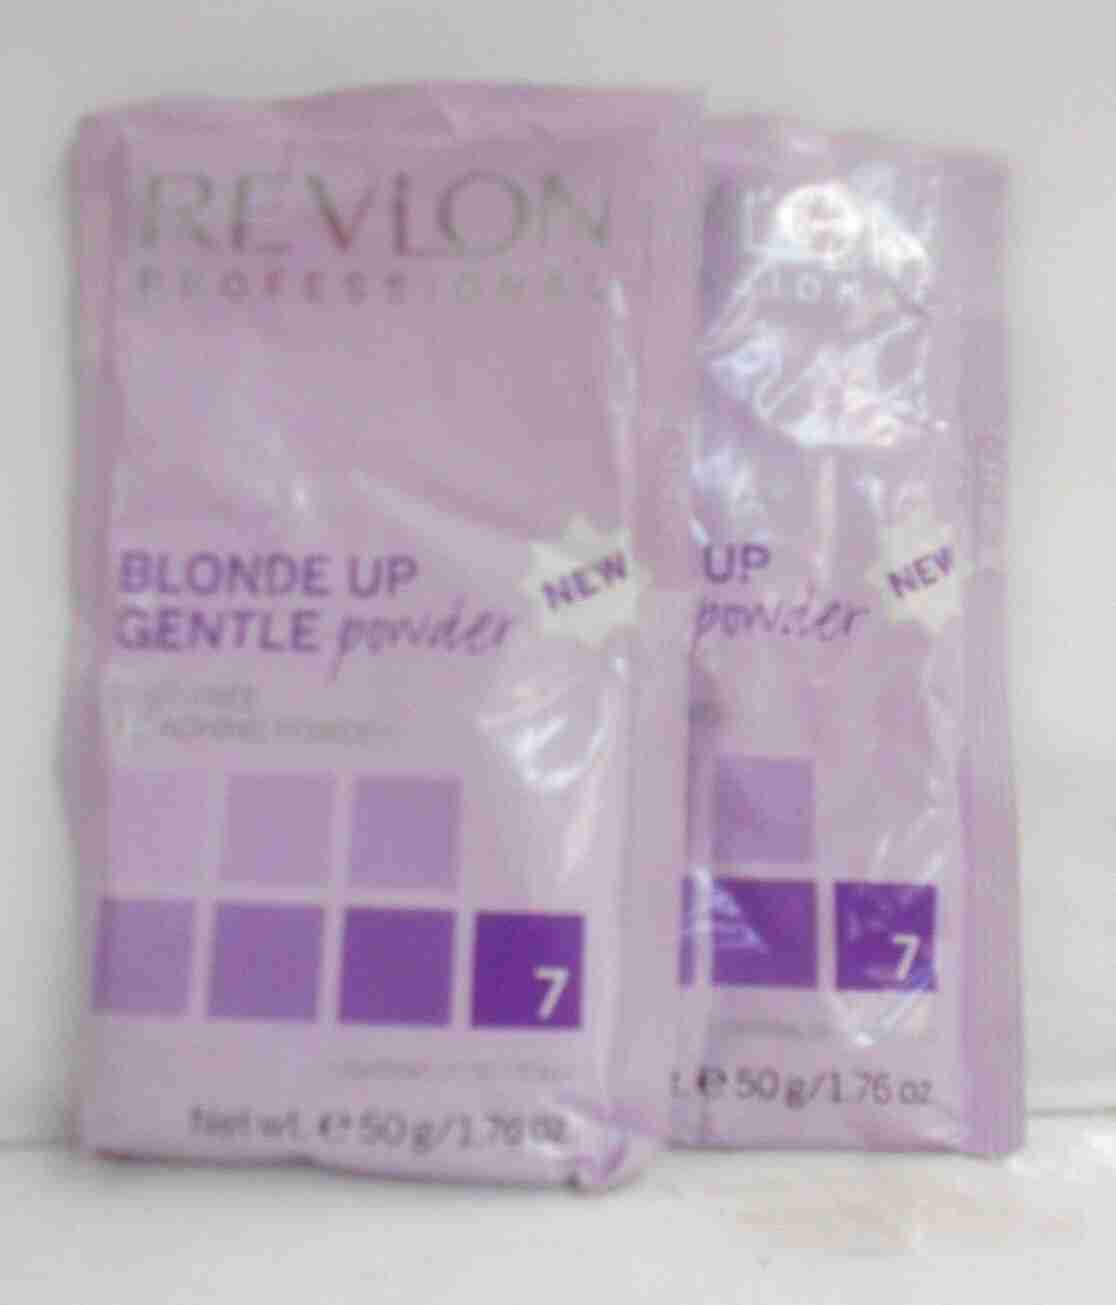 REVLON
PROFESSIONAL
BLONDE UP
GENTLE powder
NEW
7
Net wt. e 50 g/1.76 oz
UP
powder
NEW
7
t. e 50 g/1.76 oz